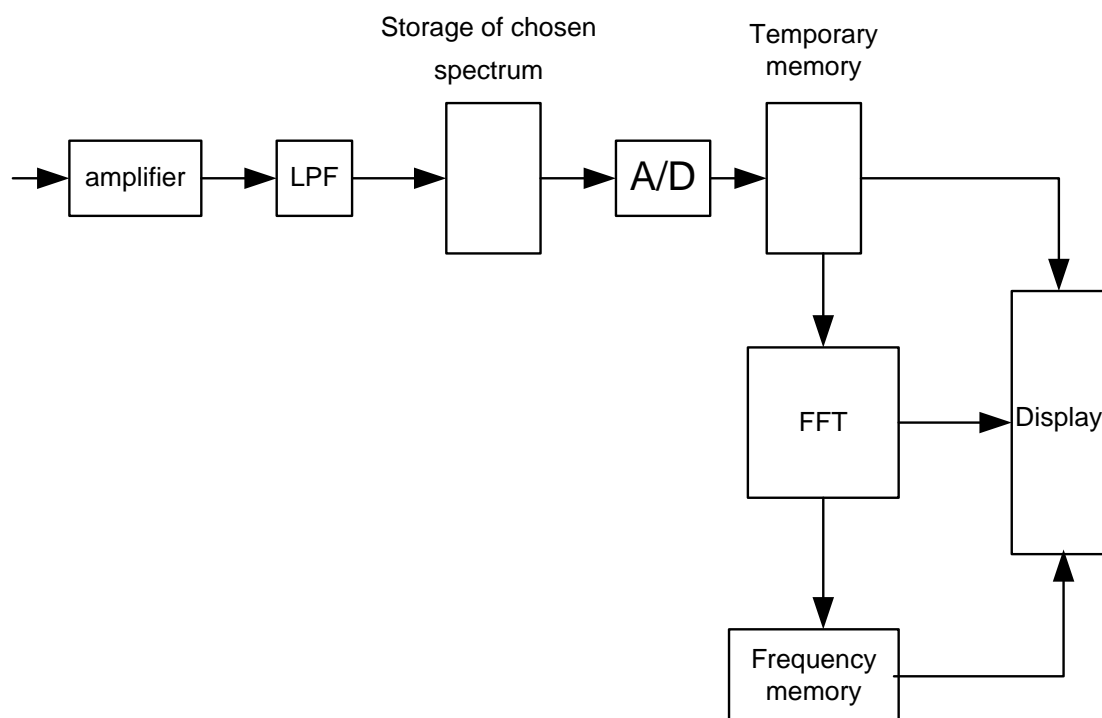 Storage of chosen
spectrum
Temporary
memory
amplifier
LPF
A/D
FFT
Display
Frequency
memory